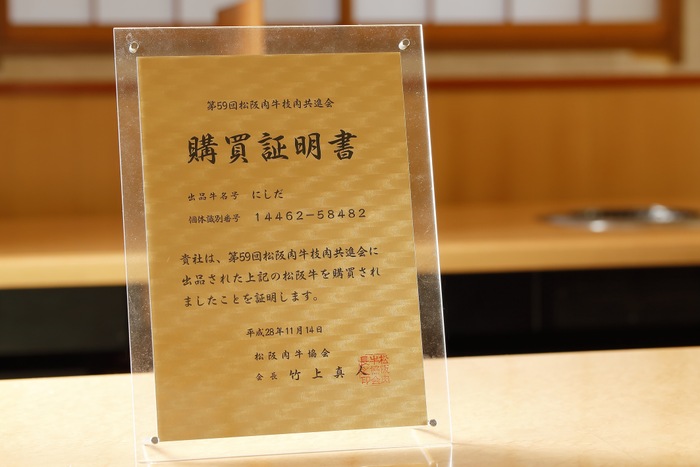 第59回松阪肉牛枝肉共進会
購買証明書
出品牛名号 にしだ
個体識別番号 14462-58482
貴社は、第59回松阪肉牛枝肉共進会に
出品された上記の松阪牛を購買され
ましたことを証明します。
平成28年11月14日
松阪肉牛協会
会長 竹上真人